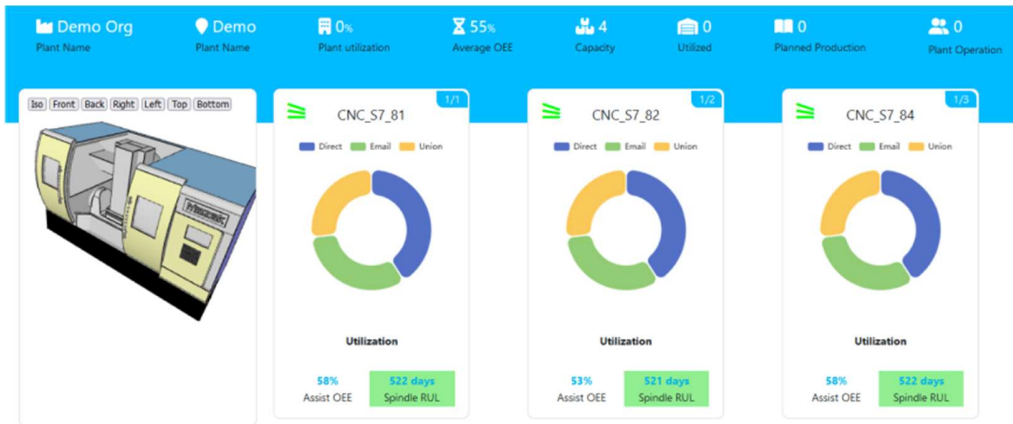 Demo Org
Plant Name
Demo
Plant Name
0%
Plant utilization
55%
Average OEE
4
Capacity
0
Utilized
0
Planned Production
0
Plant Operation
Iso Front Back Right Left Top Bottom
1/1
CNC_S7_81
Direct Email Union
Utilization
58%
Assist OEE
522 days
Spindle RUL
1/2
CNC_S7_82
Direct Email Union
Utilization
53%
Assist OEE
521 days
Spindle RUL
1/3
CNC_S7_84
Direct Email Union
Utilization
58%
Assist OEE
522 days
Spindle RUL